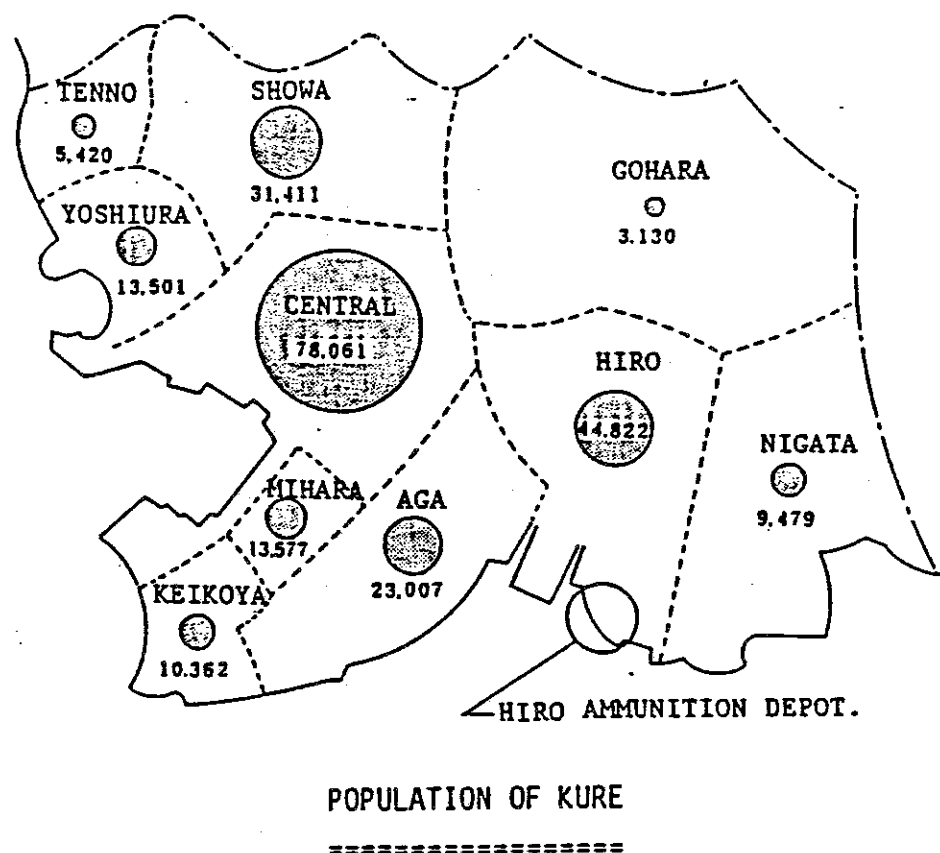 TENNO
5,420
SHOWA
31,411
GOHARA
3.130
YOSHIURA
13,501
CENTRAL
78.061
HIRO
44.822
NIGATA
9,479
MIHARA
13,577
AGA
23.007
KEIKOYA
10.362
HIRO AMMUNITION DEPOT.
POPULATION OF KURE
==================